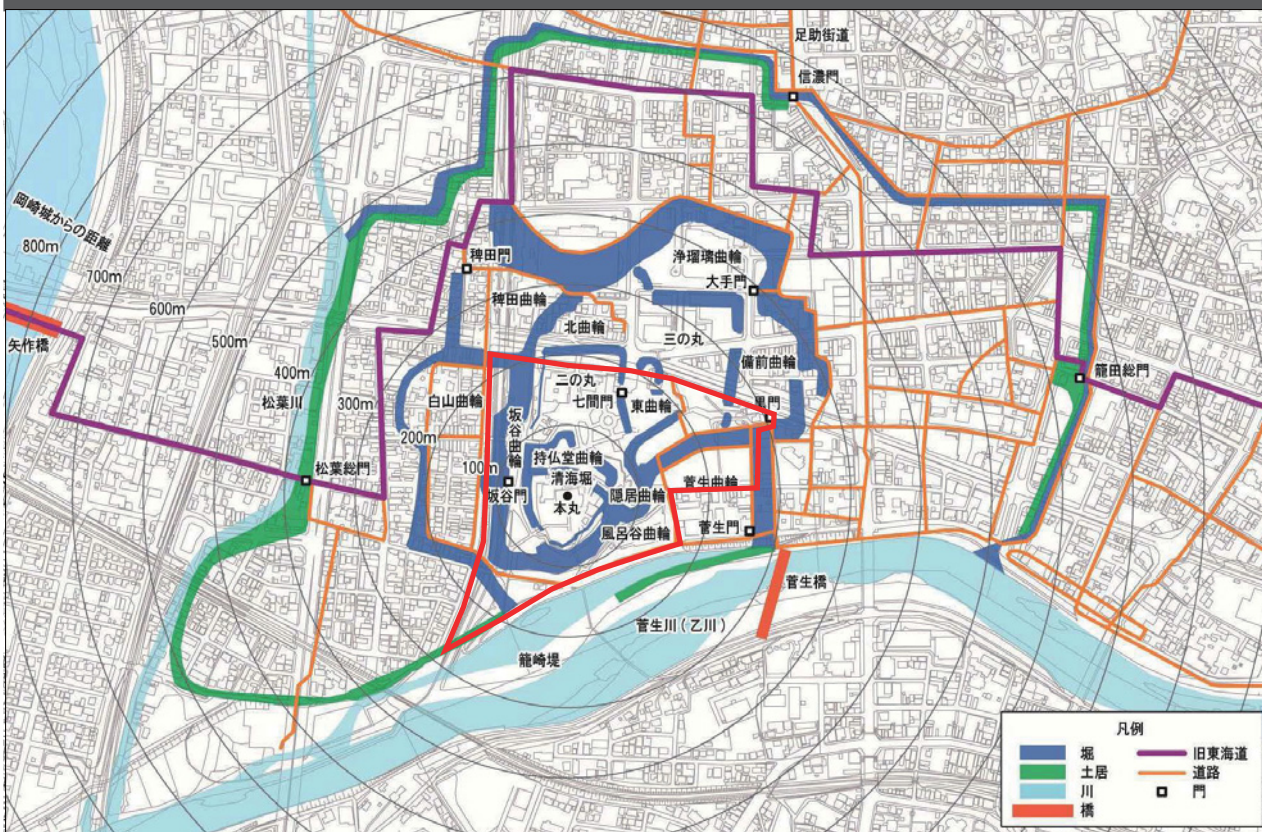 足助街道
信濃門
岡崎城からの距離
800m
700m
600m
500m
400m
300m
200m
100m
稗田門
浄瑠璃曲輪
大手門
稗田曲輪
北曲輪
三の丸
備前曲輪
矢作橋
籠田総門
二の丸
七間門
東曲輪
黒門
白山曲輪
松葉川
坂谷曲輪
持仏堂曲輪
清海堀
本丸
坂谷門
松葉総門
隠居曲輪
菅生曲輪
風呂谷曲輪
菅生門
菅生橋
菅生川(乙川)
籠崎堤
凡例
堀
土居
川
橋
旧東海道
道路
門